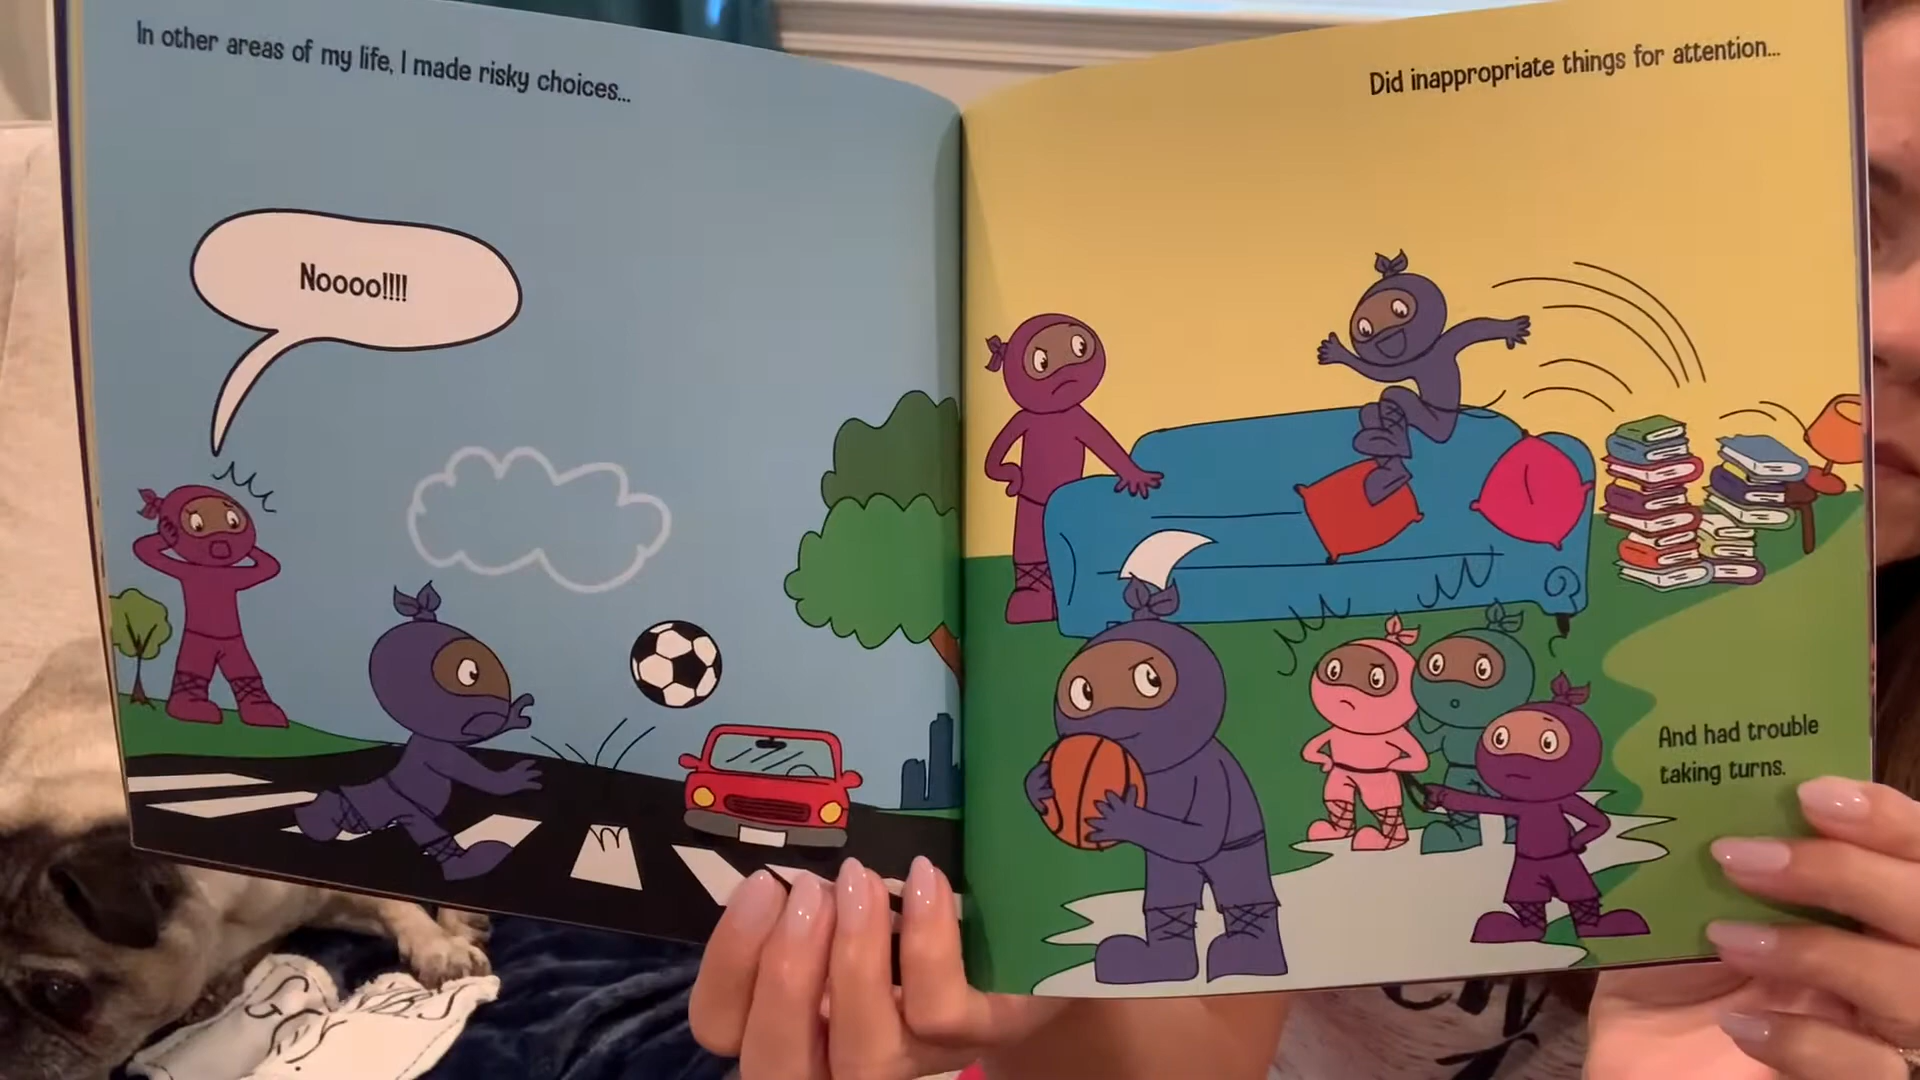 In other areas of my life, I made risky choices...
Noooo!!!!
Did inappropriate things for attention...
And had trouble
taking turns.